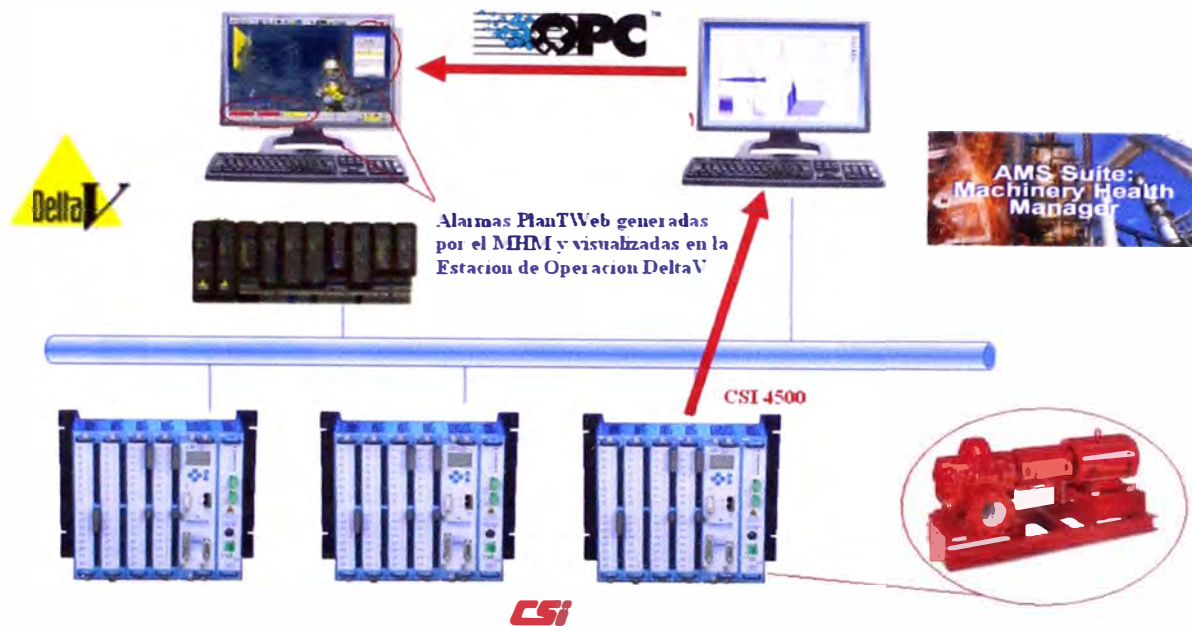 OPC™
DeltaV
AMS Suite:
Machinery Health
Manager
Alarmas PlanTWeb generadas
por el MHM y visualizadas en la
Estacion de Operacion DeltaV
CSI 4500
CSi